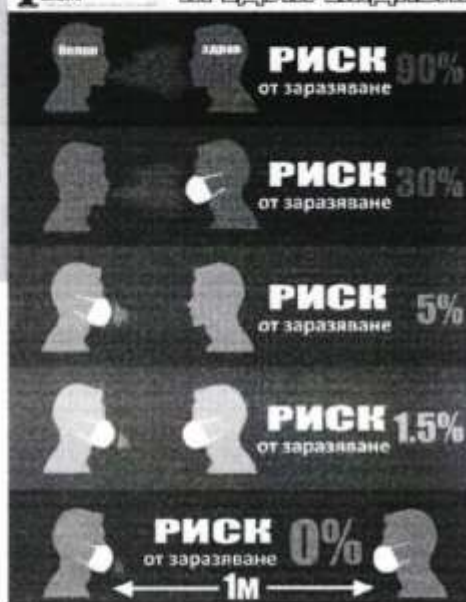 болен
здрав
РИСК 90%
от заразяване
РИСК 30%
от заразяване
РИСК 5%
от заразяване
РИСК 1.5%
от заразяване
РИСК 0%
от заразяване
1м